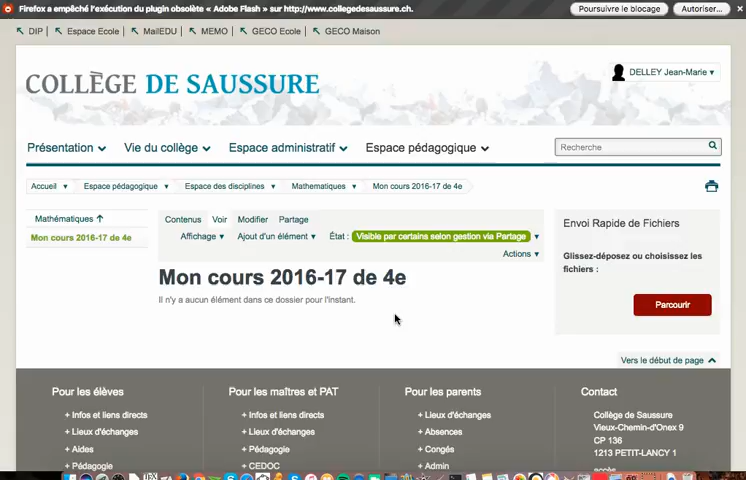 Firefox a empêché l'exécution du plugin obsolète « Adobe Flash » sur http://www.collegedesaussure.ch.
Poursuivre le blocage
Autoriser...
DIP
Espace Ecole
MailEDU
MEMO
GECO Ecole
GECO Maison
COLLÈGE DE SAUSSURE
DELLEY Jean-Marie
Présentation
Vie du collège
Espace administratif
Espace pédagogique
Recherche
Accueil
Espace pédagogique
Espace des disciplines
Mathematiques
Mon cours 2016-17 de 4e
Mathématiques
Mon cours 2016-17 de 4e
Contenus
Voir
Modifier
Partage
Affichage
Ajout d'un élément
État :
Visible par certains selon gestion via Partage
Actions
Mon cours 2016-17 de 4e
Il n'y a aucun élément dans ce dossier pour l'instant.
Envoi Rapide de Fichiers
Glissez-déposez ou choisissez les
fichiers :
Parcourir
Vers le début de page
Pour les élèves
+ Infos et liens directs
+ Lieux d'échanges
+ Aides
+ Pédagogie
Pour les maîtres et PAT
+ Infos et liens directs
+ Lieux d'échanges
+ Pédagogie
+ CEDOC
Pour les parents
+ Lieux d'échanges
+ Absences
+ Congés
+ Admin
Contact
Collège de Saussure
Vieux-Chemin-d'Onex 9
CP 136
1213 PETIT-LANCY 1
accès